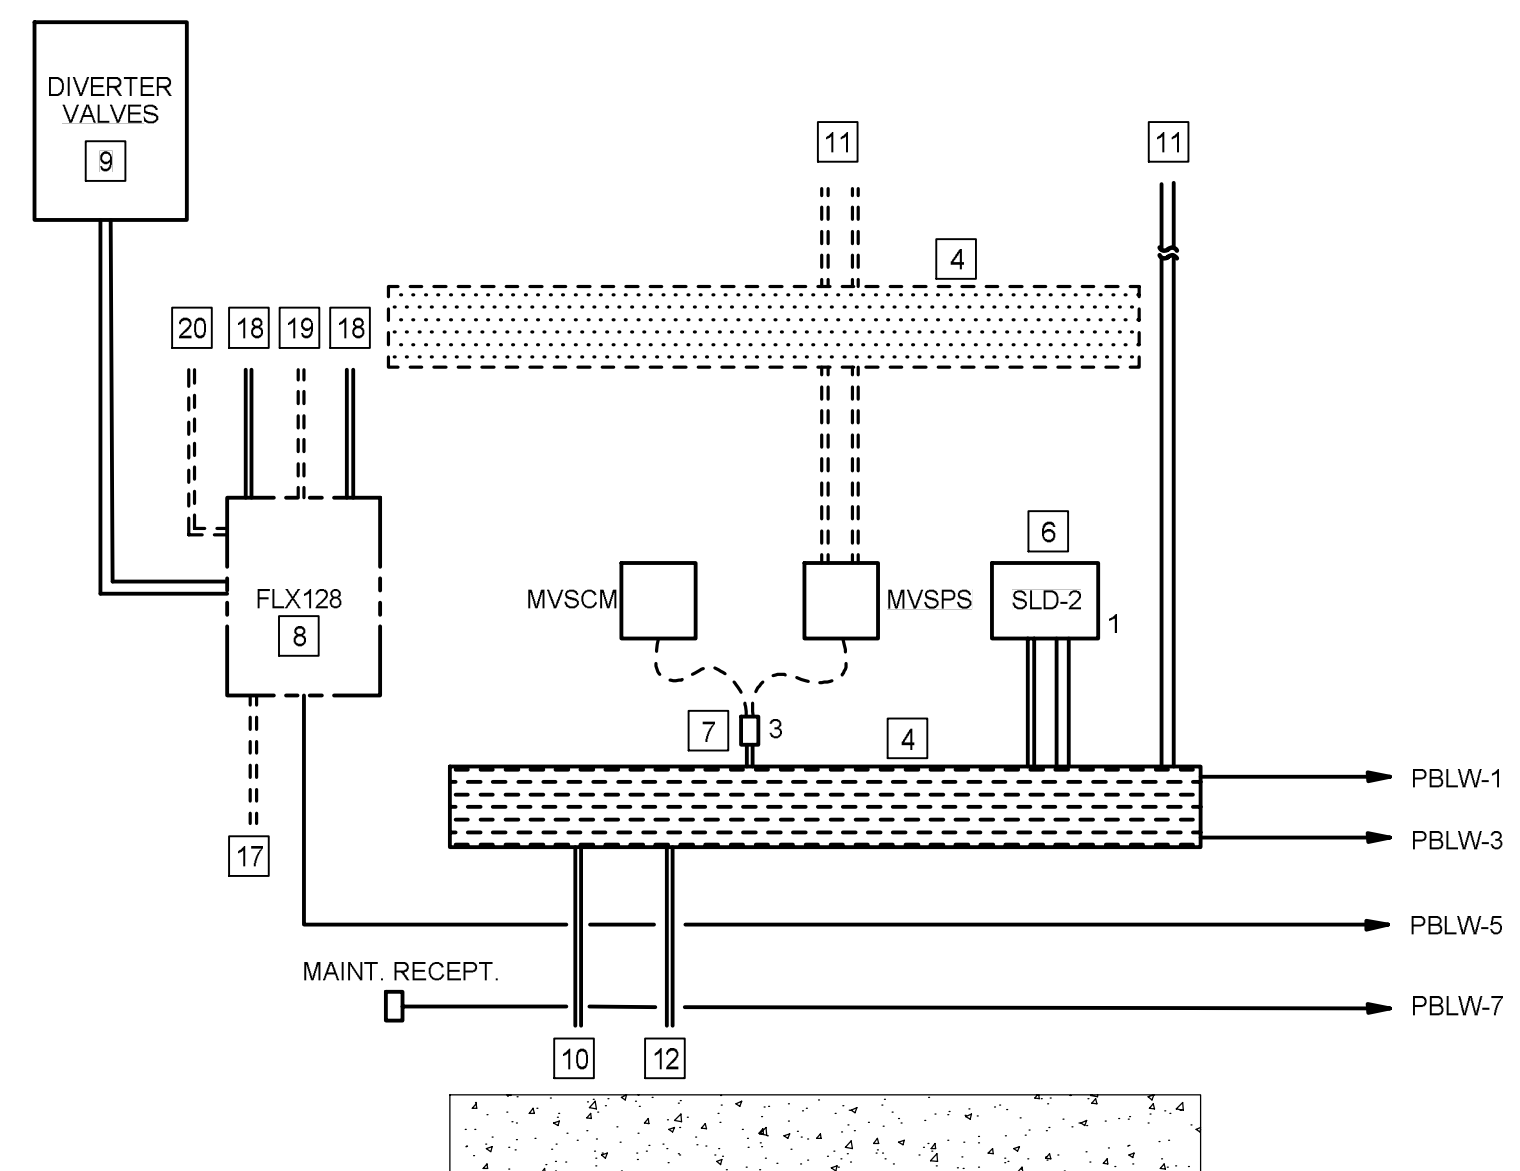 DIVERTER
VALVES
9
11
11
4
20
18
19
18
6
MVSCM
MVSPS
SLD-2
1
FLX128
8
7
3
4
PBLW-1
PBLW-3
17
PBLW-5
MAINT. RECEPT.
PBLW-7
10
12